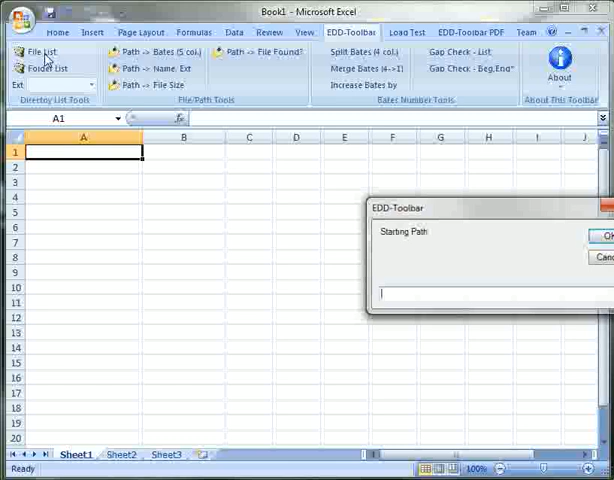 Book1 - Microsoft Excel
Home Insert Page Layout Formulas Data Review View EDD-Toolbar Load Test EDD-Toolbar PDF Team
File List Path -> Bates (5 col.) Path -> File Found? Split Bates (4 col.) Gap Check - List
Folder List Path -> Name, Ext Merge Bates (4->1) Gap Check - Beg,End
Ext Path -> File Size Increase Bates by About
Directory List Tools File/Path Tools Bates Number Tools About This Toolbar
A1 fx
A B C D E F G H I J
1
2
3
4
5
6
7
8
9
10
11
12
13
14
15
16
17
18
19
20
EDD-Toolbar
Starting Path
OK
Canc
Sheet1 Sheet2 Sheet3
Ready 100%